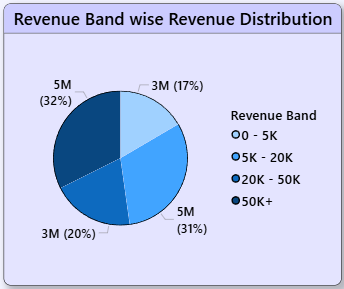 Revenue Band wise Revenue Distribution
5M
(32%)
3M (17%)
Revenue Band
0 - 5K
5K - 20K
20K - 50K
50K+
3M (20%)
5M
(31%)